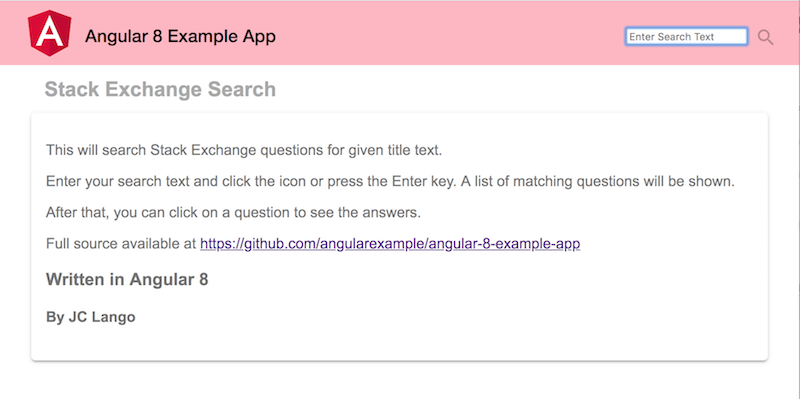 A
Angular 8 Example App
Enter Search Text
Stack Exchange Search
This will search Stack Exchange questions for given title text.
Enter your search text and click the icon or press the Enter key. A list of matching questions will be shown.
After that, you can click on a question to see the answers.
Full source available at https://github.com/angularexample/angular-8-example-app
Written in Angular 8
By JC Lango